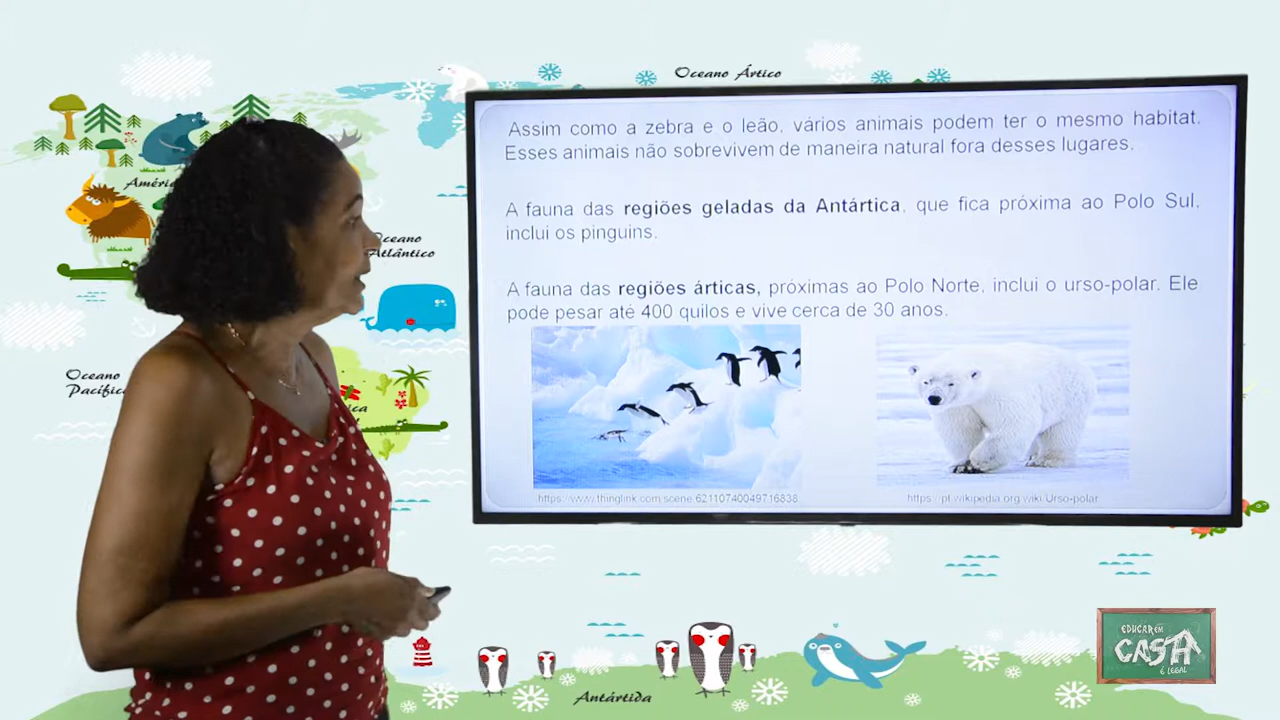 Oceano Ártico
Assim como a zebra e o leão, vários animais podem ter o mesmo habitat.
Esses animais não sobrevivem de maneira natural fora desses lugares.
A fauna das regiões geladas da Antártica, que fica próxima ao Polo Sul,
inclui os pinguins.
A fauna das regiões árticas, próximas ao Polo Norte, inclui o urso-polar. Ele
pode pesar até 400 quilos e vive cerca de 30 anos.
https://www.thinglink.com/scene/62110740049716838
https://pt.wikipedia.org/wiki/Urso-polar
Oceano
Atlântico
Oceano
Antártida
EDUCAR EM
CASA
É LEGAL